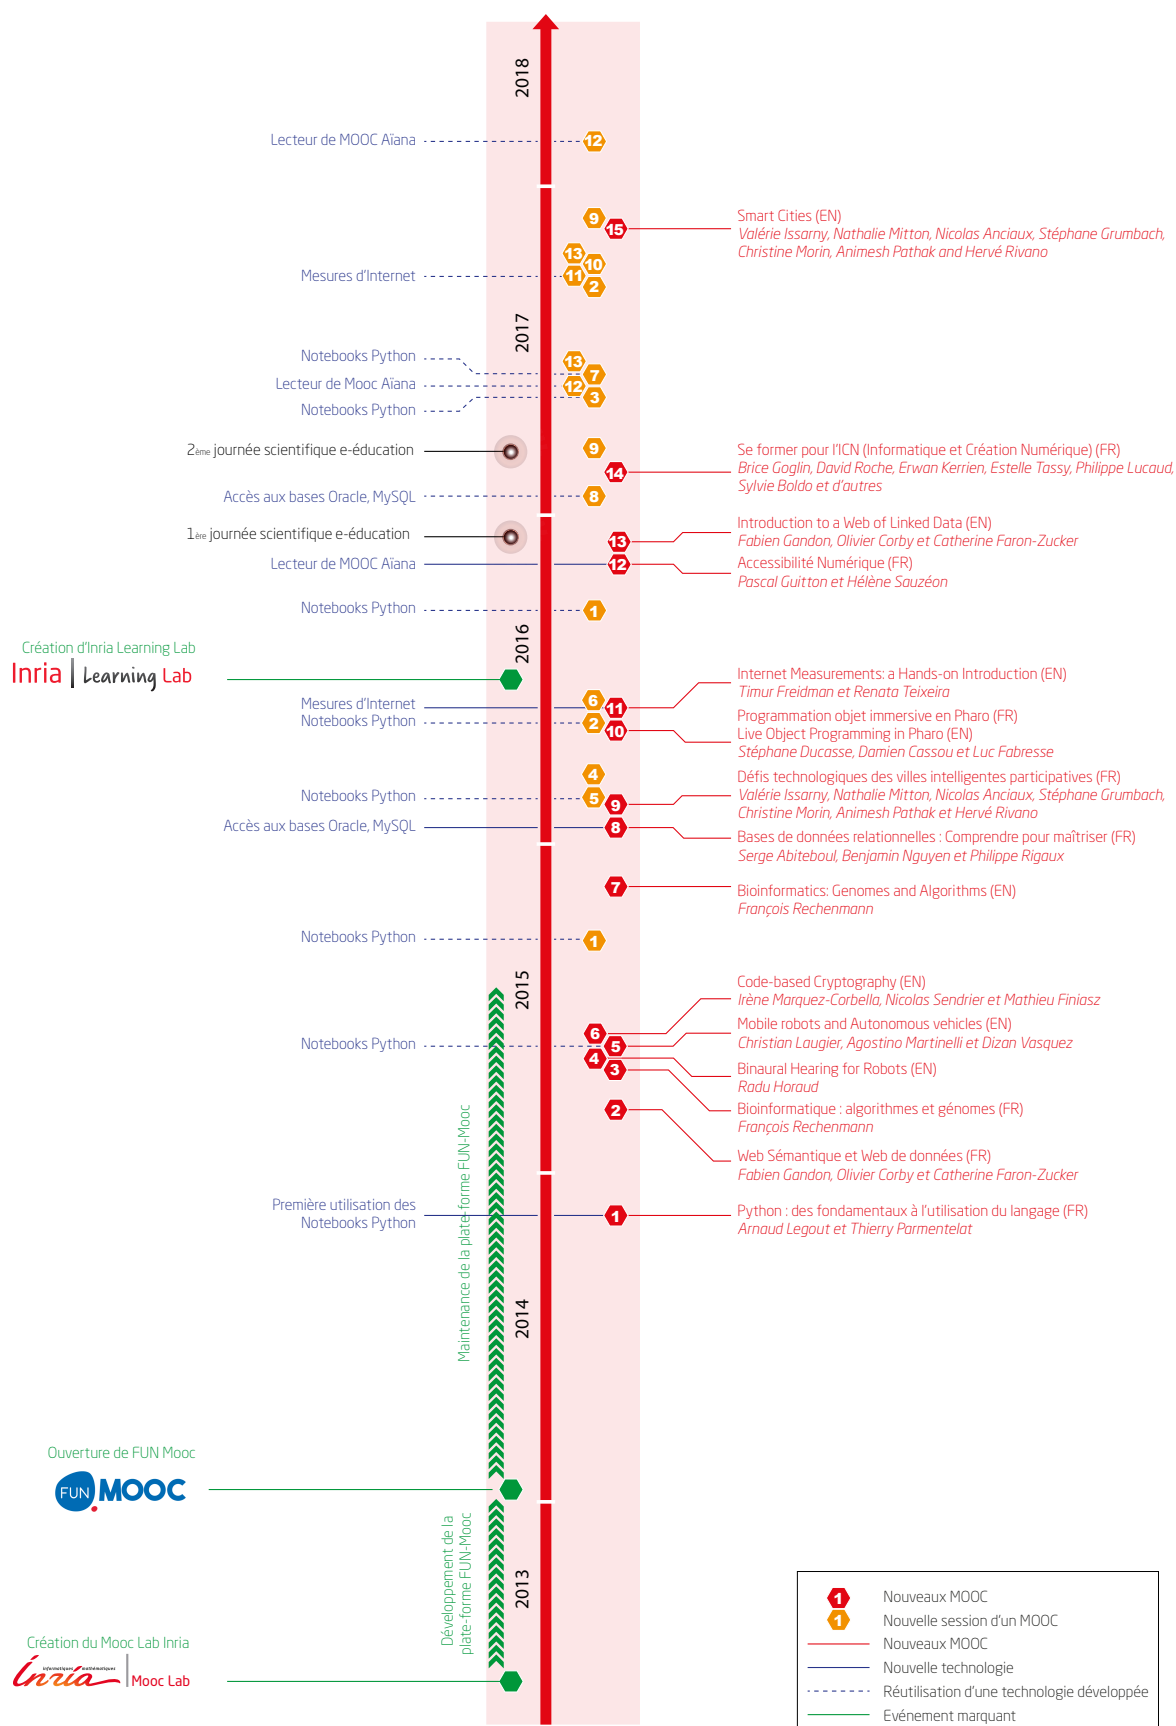 2018
Lecteur de MOOC Aïana
12
9
15
Smart Cities (EN)
Valérie Issarny, Nathalie Mitton, Nicolas Anciaux, Stéphane Grumbach,
Christine Morin, Animesh Pathak and Hervé Rivano
13
10
Mesures d'Internet
11
2
2017
Notebooks Python
13
7
Lecteur de Mooc Aïana
12
3
Notebooks Python
2ème journée scientifique e-éducation
9
14
Se former pour l'ICN (Informatique et Création Numérique) (FR)
Brice Goglin, David Roche, Erwan Kerrien, Estelle Tassy, Philippe Lucaud,
Sylvie Boldo et d'autres
Accès aux bases Oracle, MySQL
8
1ère journée scientifique e-éducation
13
Introduction to a Web of Linked Data (EN)
Fabien Gandon, Olivier Corby et Catherine Faron-Zucker
Lecteur de MOOC Aïana
12
Accessibilité Numérique (FR)
Pascal Guitton et Hélène Sauzéon
Notebooks Python
1
2016
Création d'Inria Learning Lab
Inria | Learning Lab
Mesures d'Internet
6
11
Internet Measurements: a Hands-on Introduction (EN)
Timur Freidman et Renata Teixeira
Notebooks Python
2
10
Programmation objet immersive en Pharo (FR)
Live Object Programming in Pharo (EN)
Stéphane Ducasse, Damien Cassou et Luc Fabresse
4
Notebooks Python
5
9
Défis technologiques des villes intelligentes participatives (FR)
Valérie Issarny, Nathalie Mitton, Nicolas Anciaux, Stéphane Grumbach,
Christine Morin, Animesh Pathak et Hervé Rivano
Accès aux bases Oracle, MySQL
8
Bases de données relationnelles : Comprendre pour maîtriser (FR)
Serge Abiteboul, Benjamin Nguyen et Philippe Rigaux
7
Bioinformatics: Genomes and Algorithms (EN)
François Rechenmann
Notebooks Python
1
2015
6
Code-based Cryptography (EN)
Irène Marquez-Corbella, Nicolas Sendrier et Mathieu Finiasz
Notebooks Python
5
Mobile robots and Autonomous vehicles (EN)
Christian Laugier, Agostino Martinelli et Dizan Vasquez
4
Binaural Hearing for Robots (EN)
Radu Horaud
3
Bioinformatique : algorithmes et génomes (FR)
François Rechenmann
2
Web Sémantique et Web de données (FR)
Fabien Gandon, Olivier Corby et Catherine Faron-Zucker
Maintenance de la plate-forme FUN-Mooc
Première utilisation des
Notebooks Python
1
Python : des fondamentaux à l'utilisation du langage (FR)
Arnaud Legout et Thierry Parmentelat
2014
Ouverture de FUN Mooc
FUN MOOC
Développement de la
plate-forme FUN-Mooc
2013
Création du Mooc Lab Inria
informatiques mathématiques
Inria | Mooc Lab
1 Nouveaux MOOC
1 Nouvelle session d'un MOOC
Nouveaux MOOC
Nouvelle technologie
Réutilisation d'une technologie développée
Evénement marquant